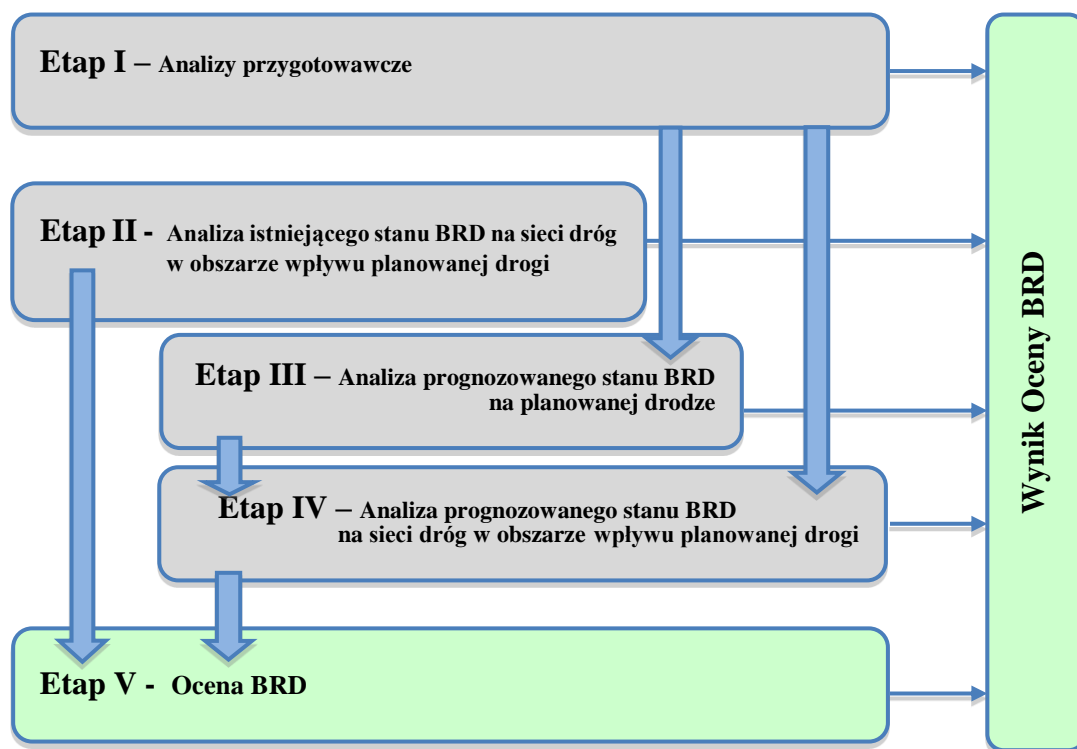 Etap I – Analizy przygotowawcze
Etap II - Analiza istniejącego stanu BRD na sieci dróg
w obszarze wpływu planowanej drogi
Etap III – Analiza prognozowanego stanu BRD
na planowanej drodze
Etap IV – Analiza prognozowanego stanu BRD
na sieci dróg w obszarze wpływu planowanej drogi
Etap V - Ocena BRD
Wynik Oceny BRD